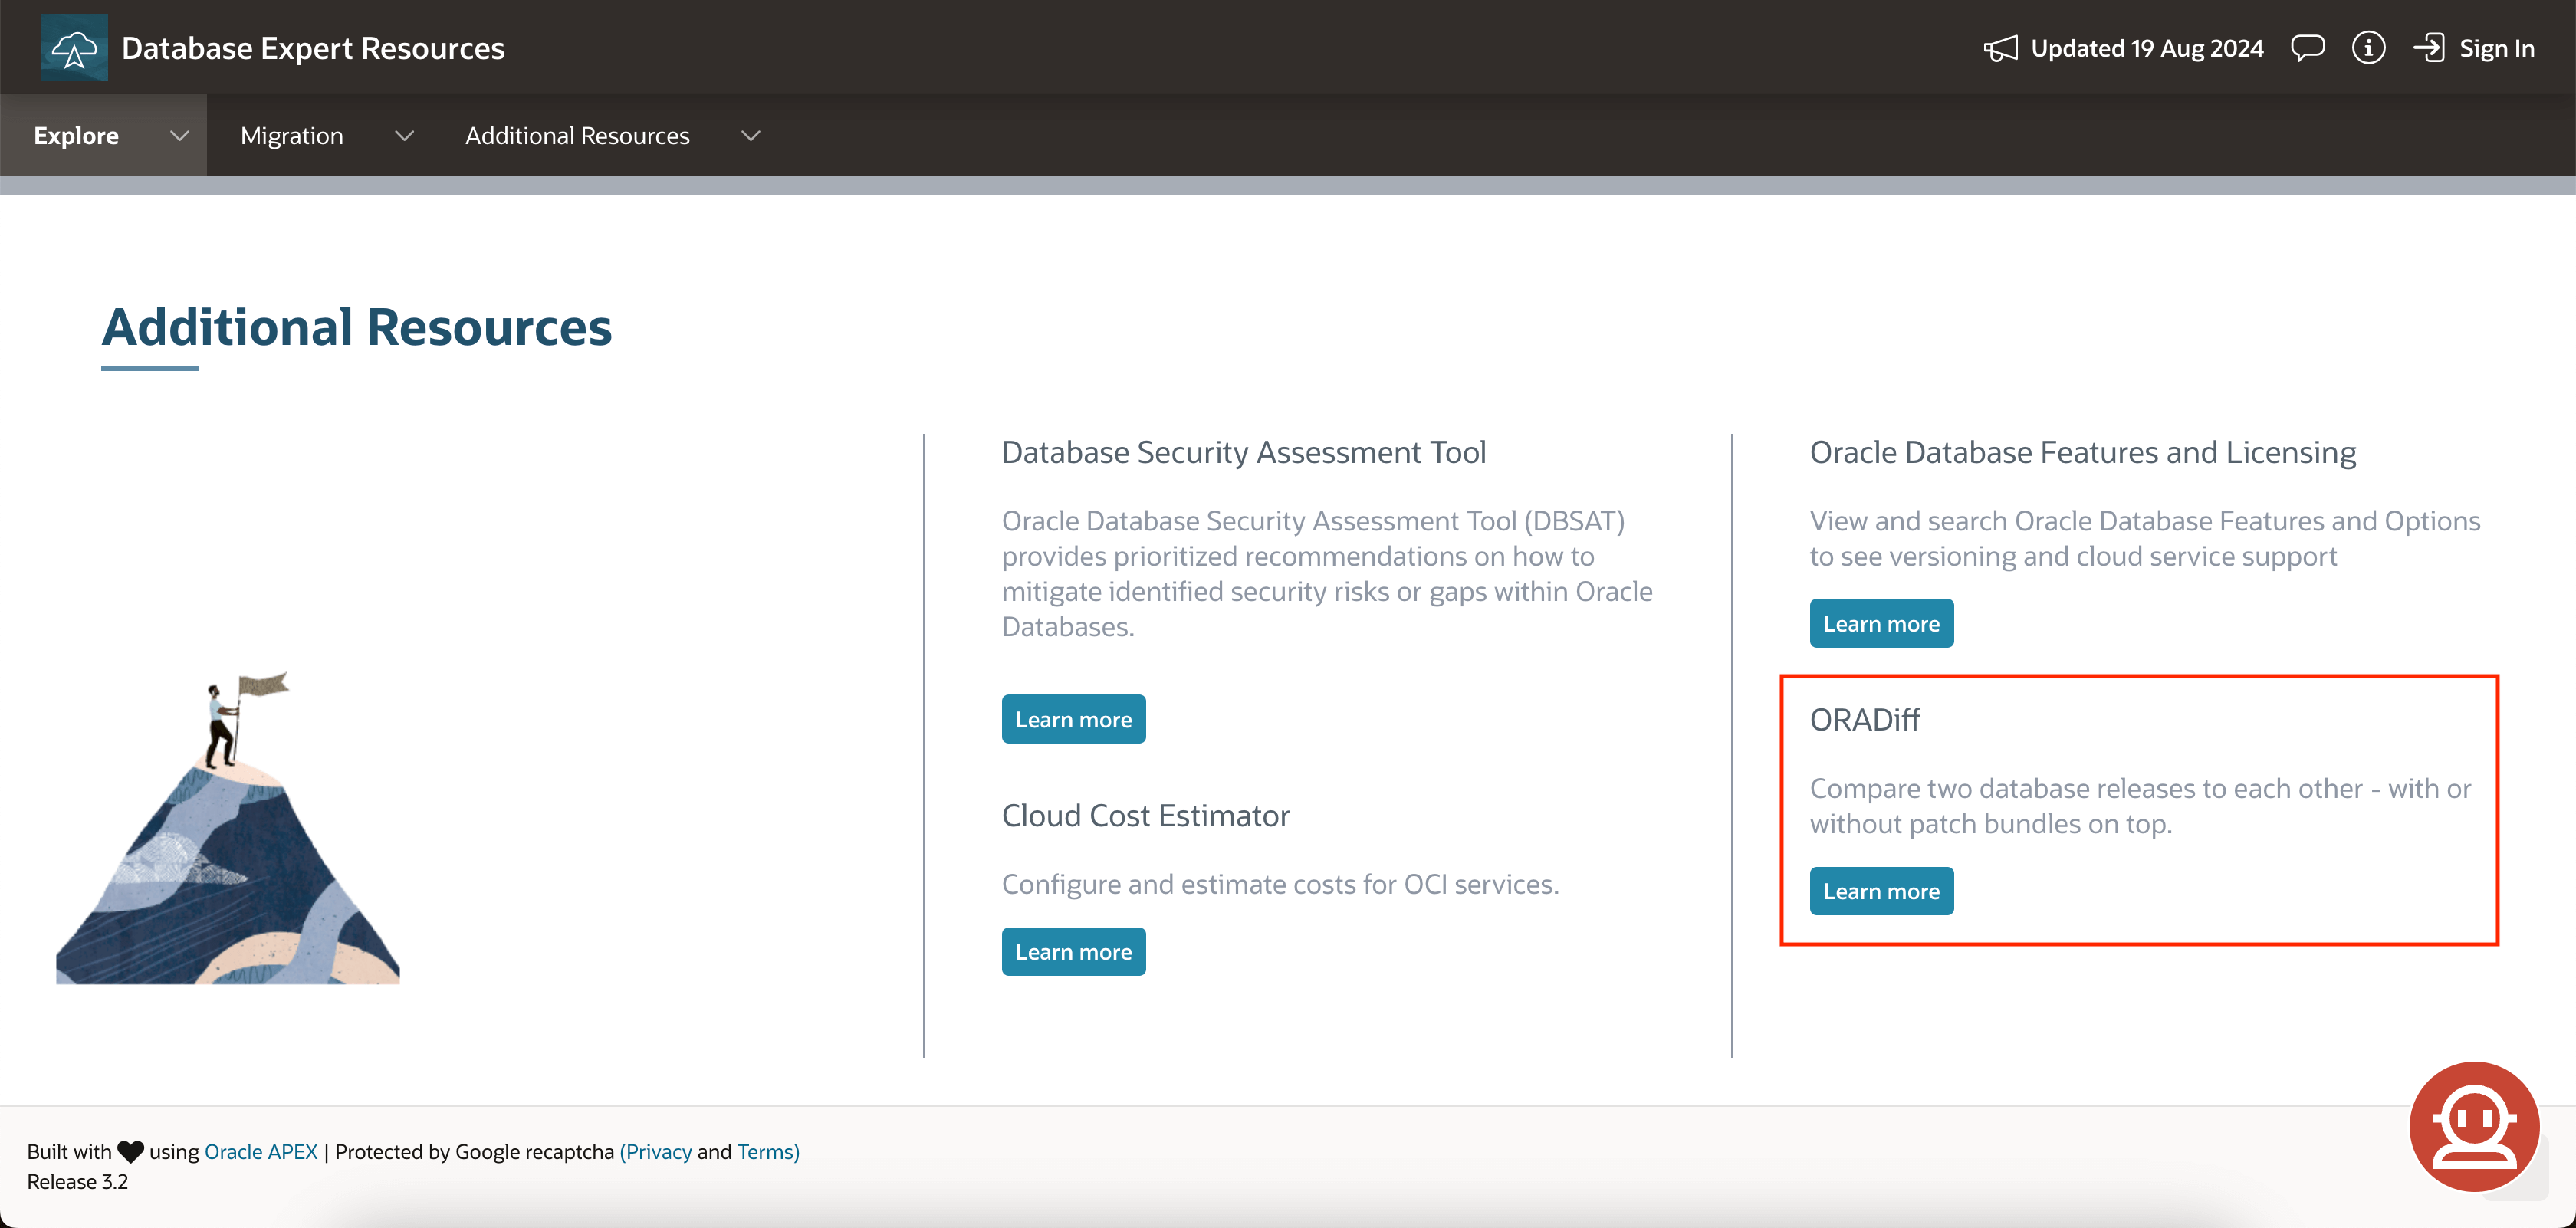 Database Expert Resources
Updated 19 Aug 2024
Sign In
Explore
Migration
Additional Resources
Additional Resources
Database Security Assessment Tool
Oracle Database Security Assessment Tool (DBSAT)
provides prioritized recommendations on how to
mitigate identified security risks or gaps within Oracle
Databases.
Learn more
Cloud Cost Estimator
Configure and estimate costs for OCI services.
Learn more
Oracle Database Features and Licensing
View and search Oracle Database Features and Options
to see versioning and cloud service support
Learn more
ORADiff
Compare two database releases to each other - with or
without patch bundles on top.
Learn more
Built with using Oracle APEX | Protected by Google recaptcha (Privacy and Terms)
Release 3.2